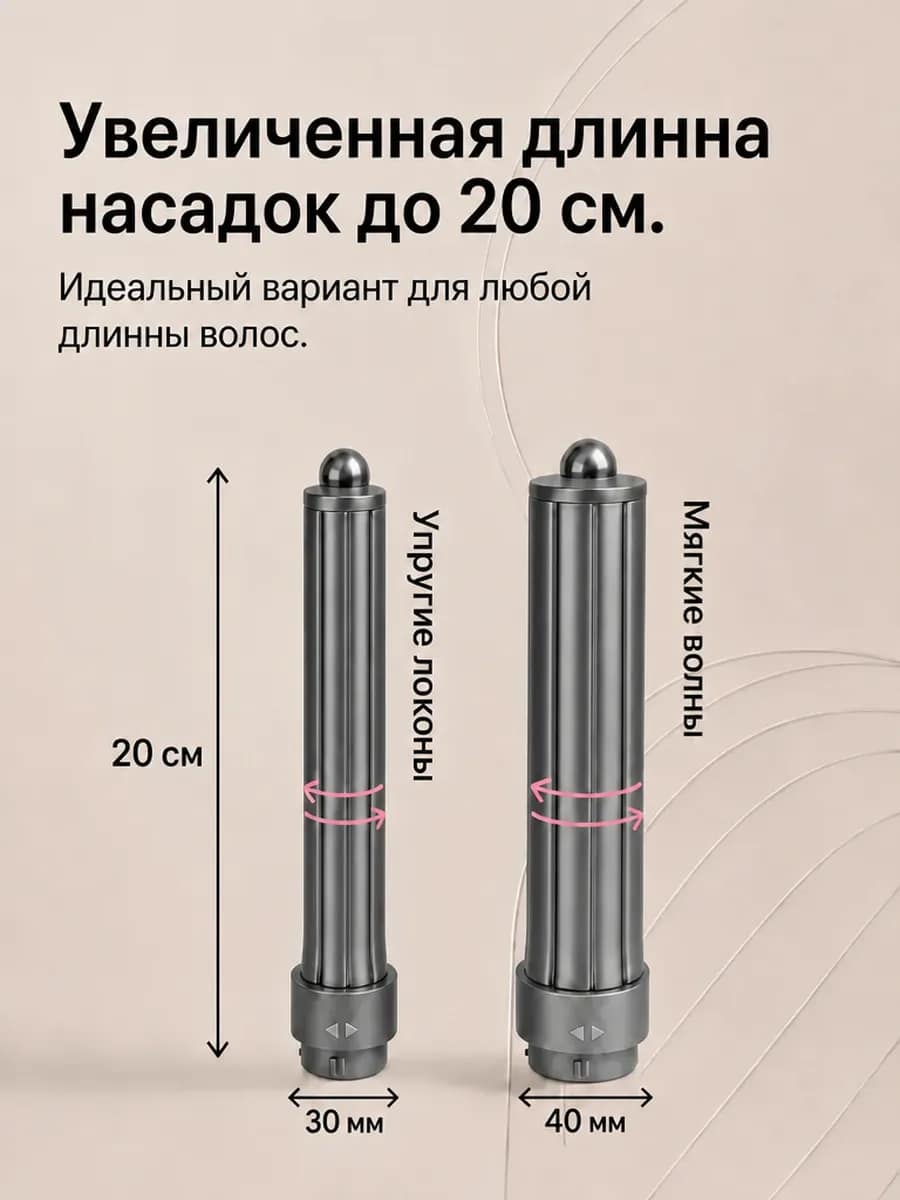 Увеличенная длинна
насадок до 20 см.
Идеальный вариант для любой
длинны волос.
Упругие локоны
Мягкие волны
20 см
30 мм
40 мм